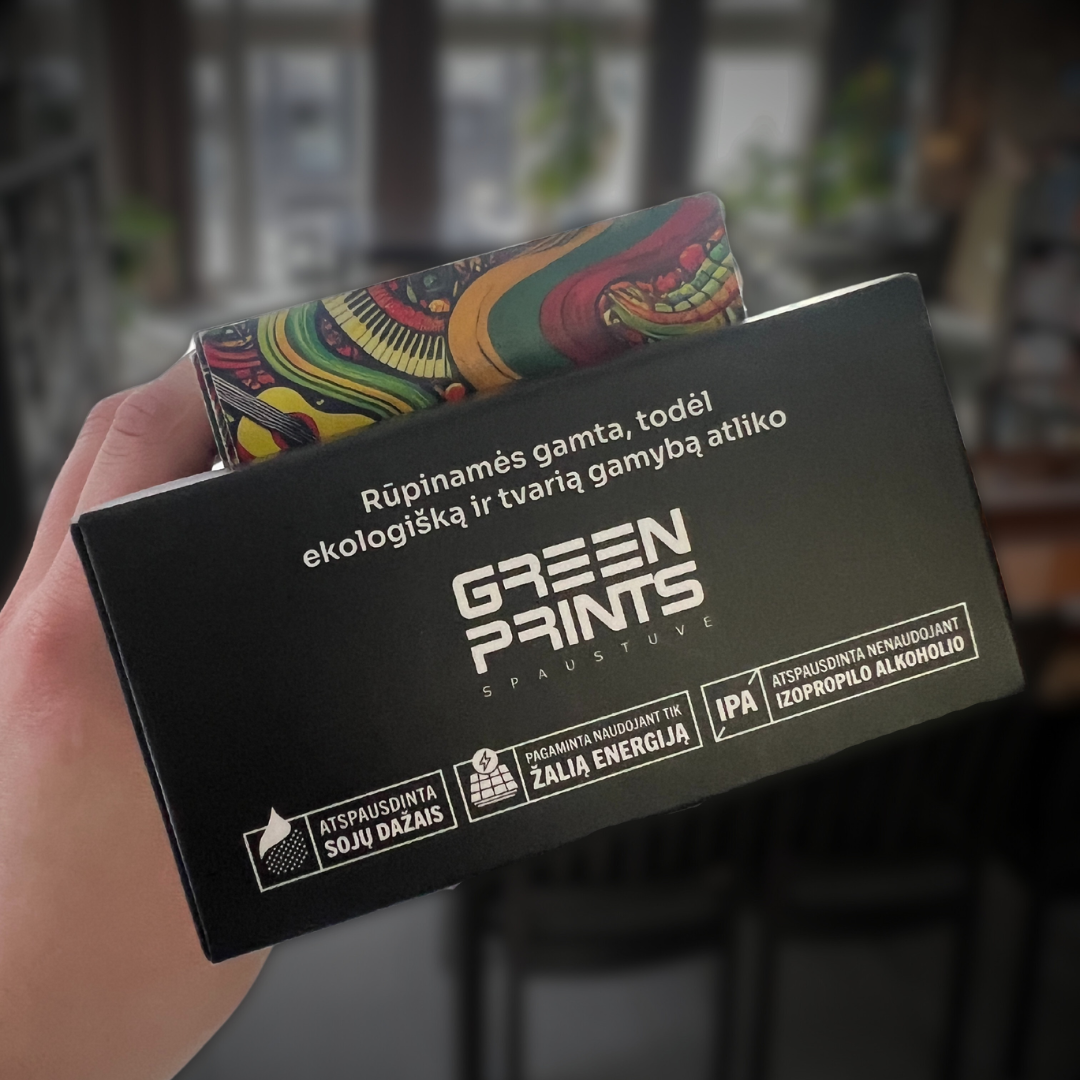 Rūpinamės gamta, todėl
ekologišką ir tvarią gamybą atliko
GREEN
PRINTS
SPAUSTUVE
ATSPAUSDINTA
SOJŲ DAŽAIS
PAGAMINTA NAUDOJANT TIK
ŽALIĄ ENERGIJĄ
IPA
ATSPAUSDINTA NENAUDOJANT
IZOPROPILO ALKOHOLIO